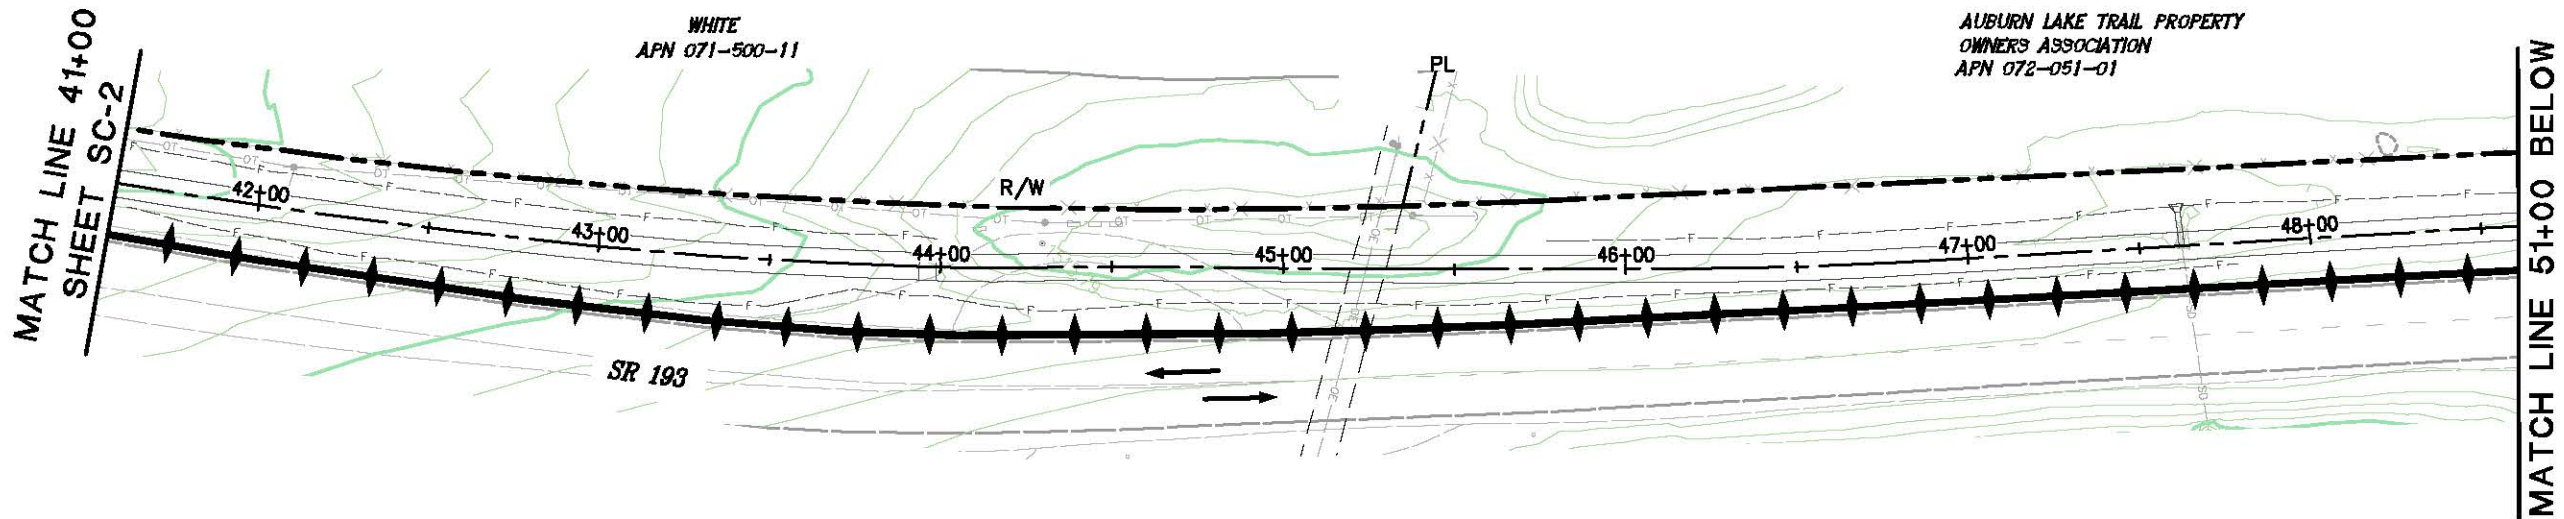 MATCH LINE 41+00
SHEET SC-2
WHITE
APN 071-500-11
AUBURN LAKE TRAIL PROPERTY
OWNERS ASSOCIATION
APN 072-051-01
PL
R/W
42+00
43+00
44+00
45+00
46+00
47+00
48+00
SR 193
MATCH LINE 51+00 BELOW